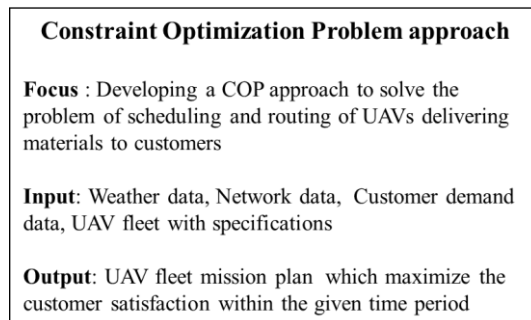 Constraint Optimization Problem approach
Focus : Developing a COP approach to solve the
problem of scheduling and routing of UAVs delivering
materials to customers
Input: Weather data, Network data, Customer demand
data, UAV fleet with specifications
Output: UAV fleet mission plan which maximize the
customer satisfaction within the given time period